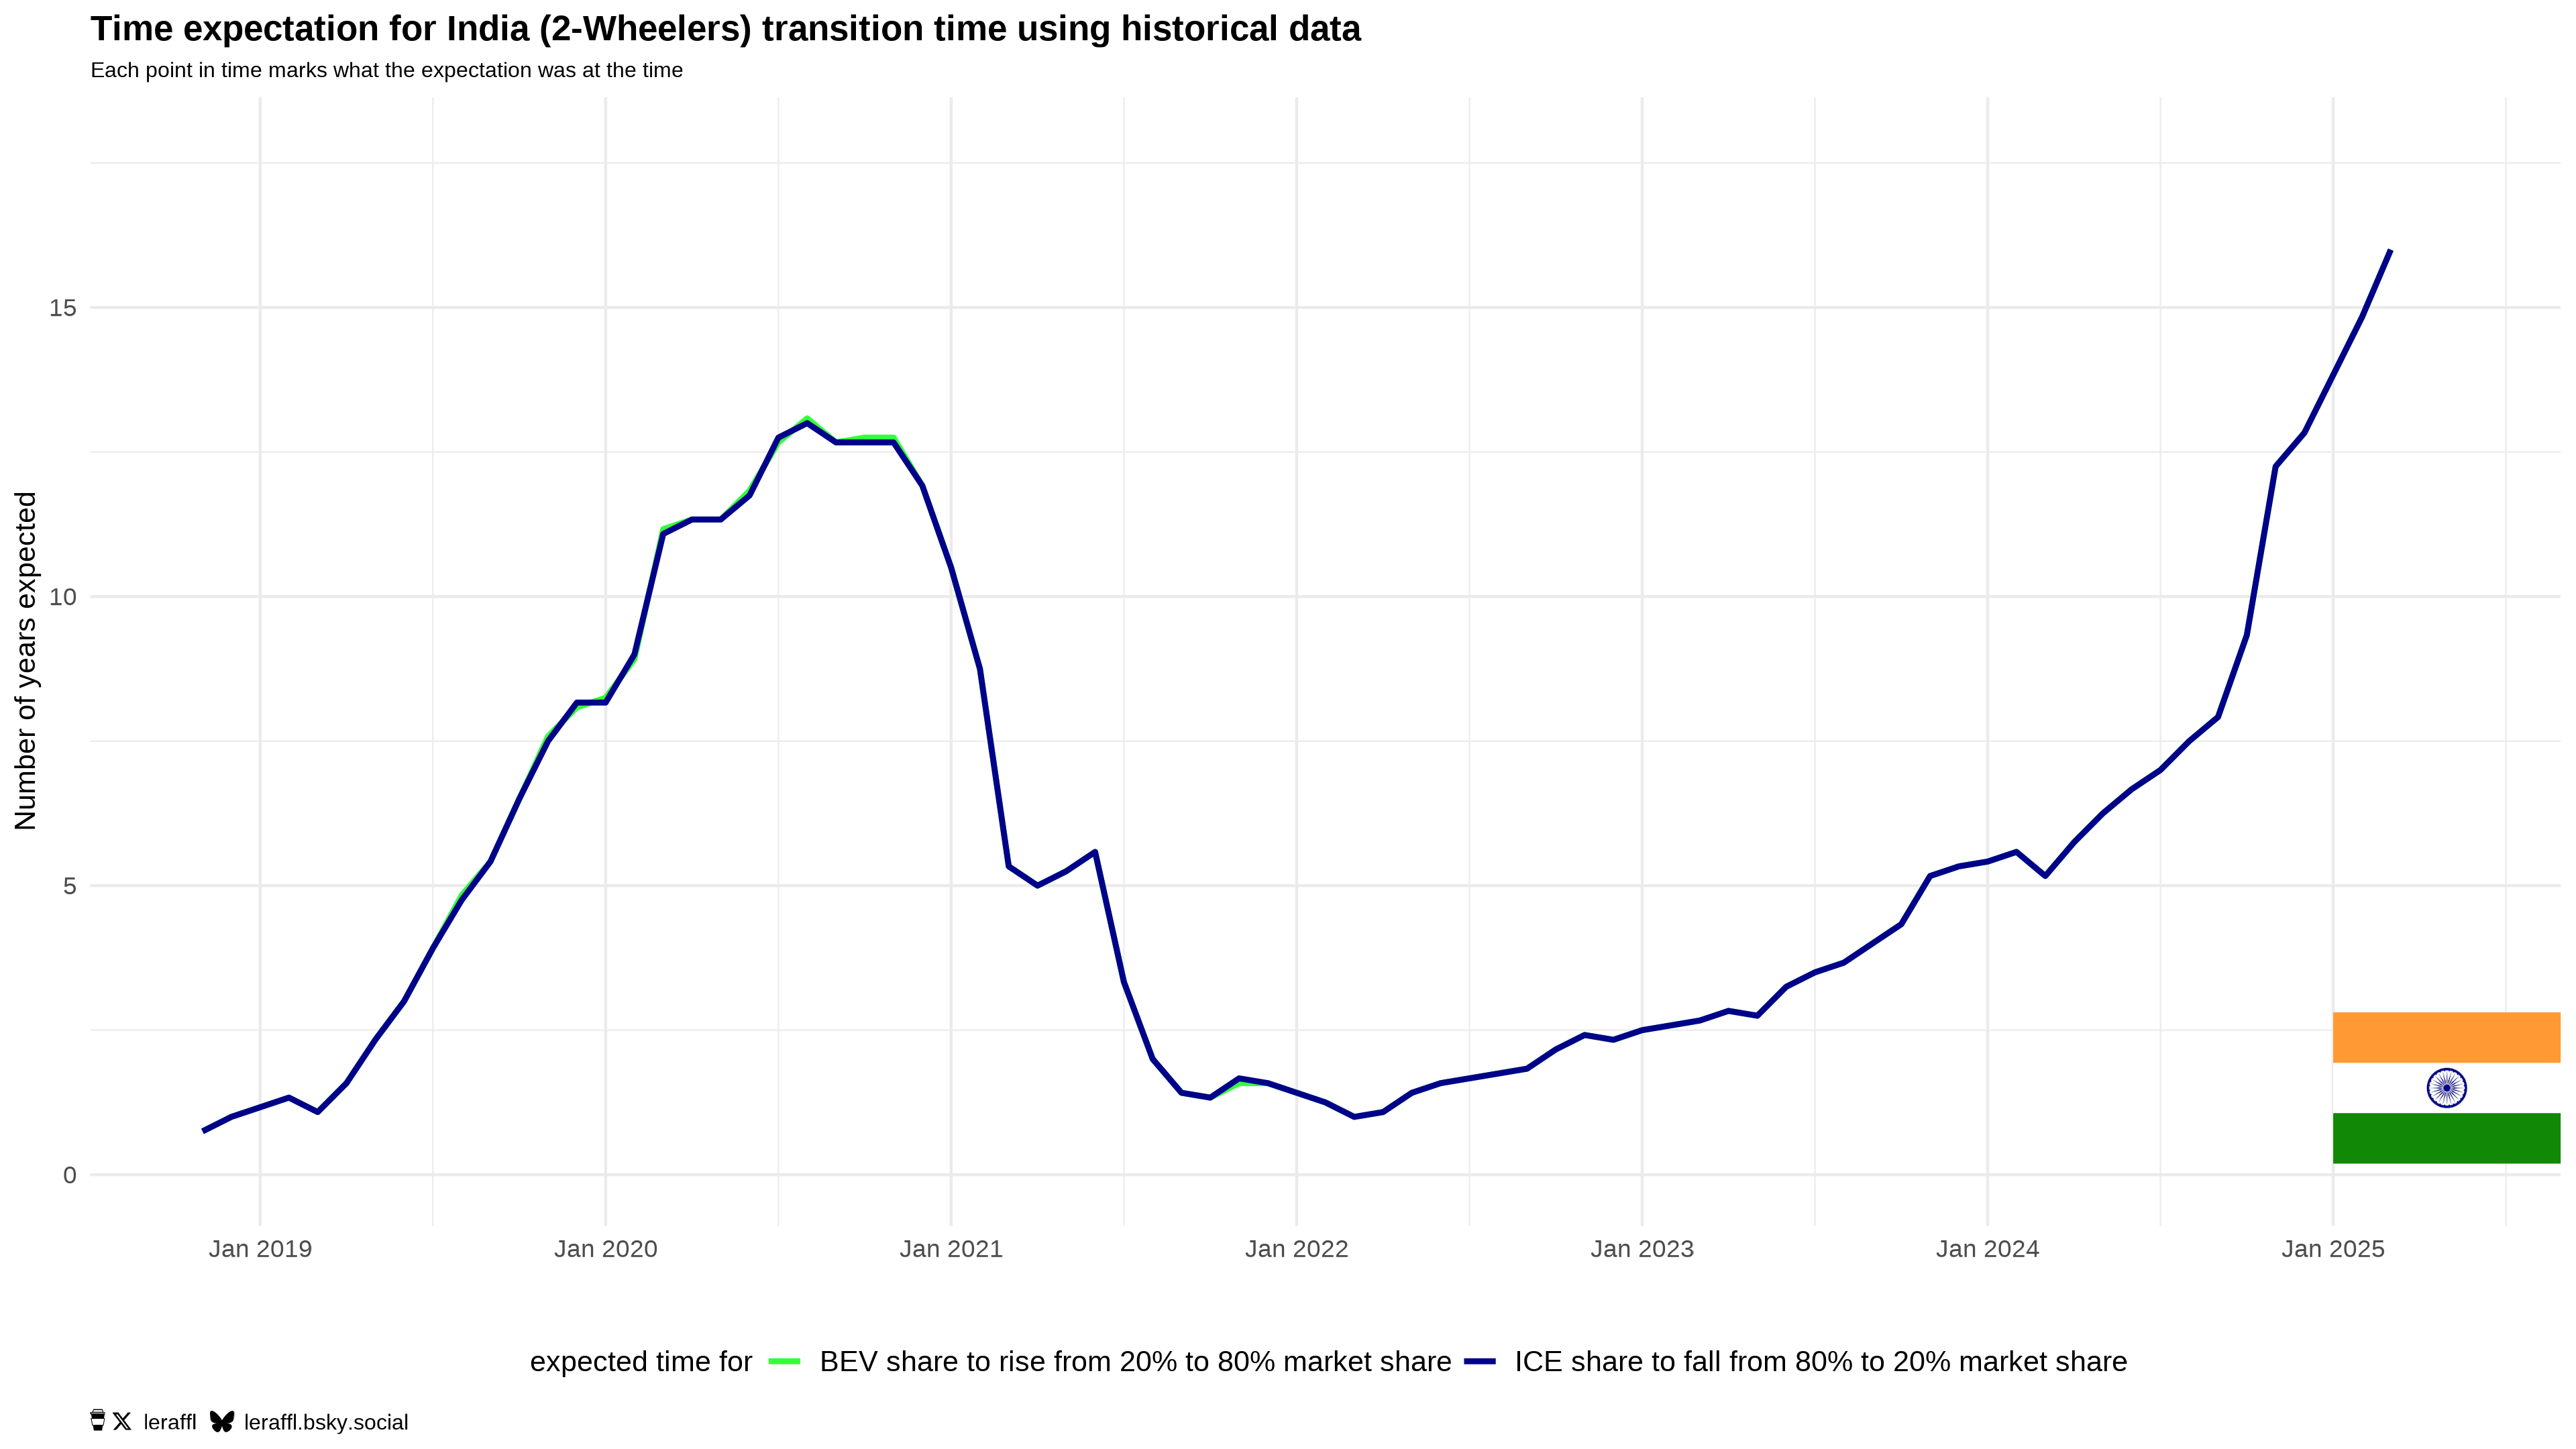 Time expectation for India (2-Wheelers) transition time using historical data
Each point in time marks what the expectation was at the time
Number of years expected
15
10
5
0
Jan 2019 Jan 2020 Jan 2021 Jan 2022 Jan 2023 Jan 2024 Jan 2025
expected time for BEV share to rise from 20% to 80% market share ICE share to fall from 80% to 20% market share
leraffl leraffl.bsky.social